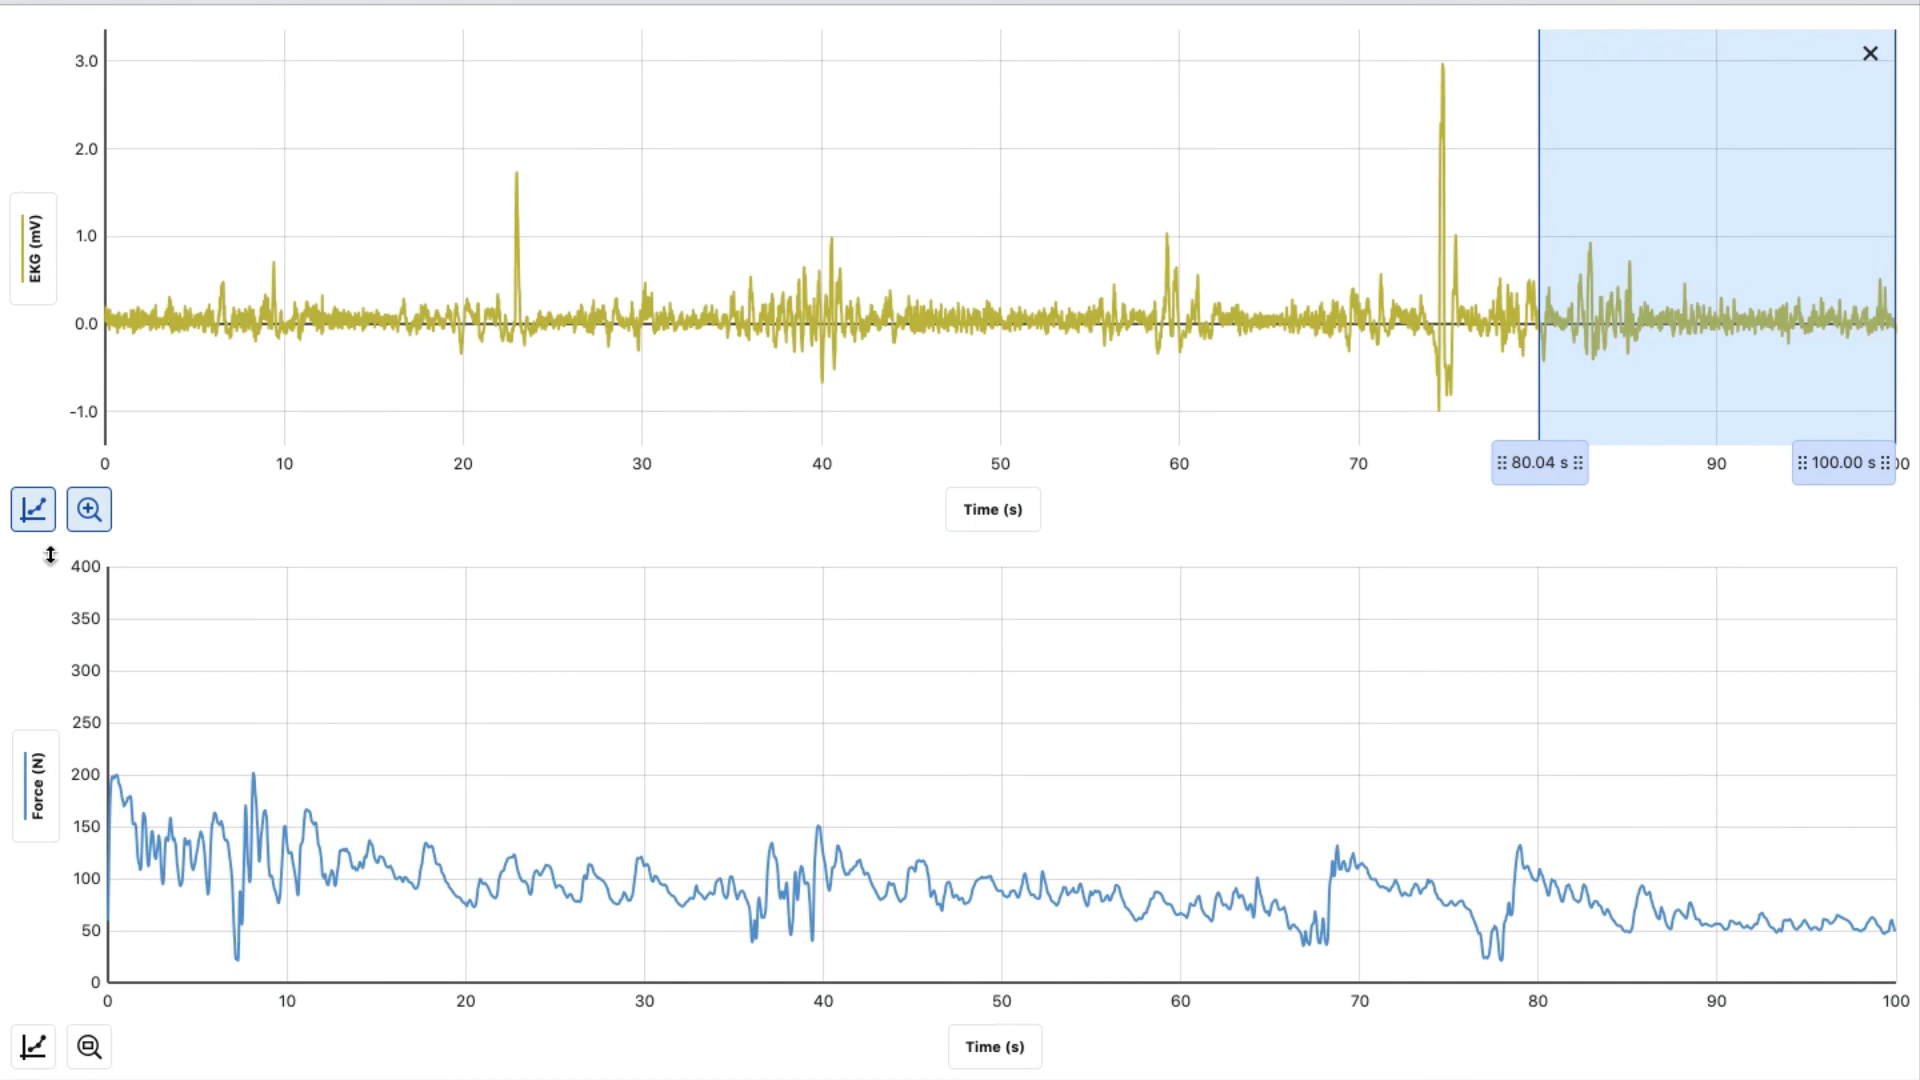 3.0
2.0
1.0
0.0
-1.0
EKG (mV)
0 10 20 30 40 50 60 70 80.04 s 90 100.00 s 00
Time (s)
400
350
300
250
200
150
100
50
0
Force (N)
0 10 20 30 40 50 60 70 80 90 100
Time (s)